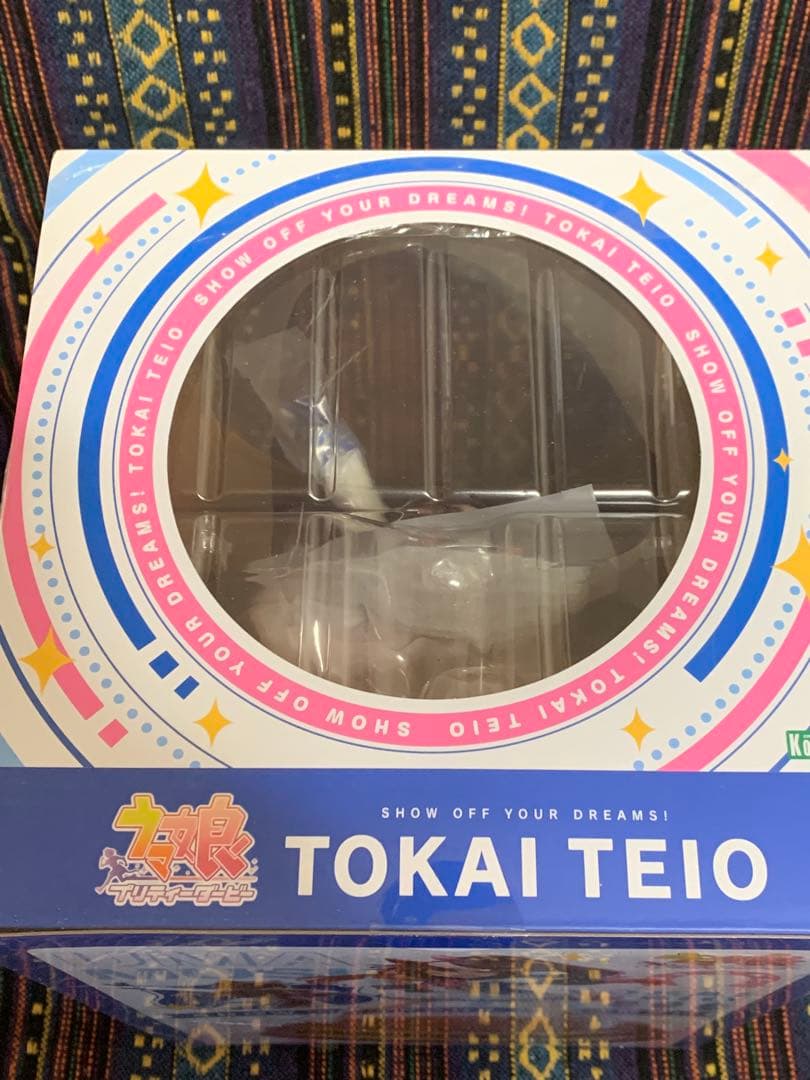 SHOW OFF YOUR DREAMS! TOKAI TEIO SHOW OFF YOUR DREAMS! TOKAI TEIO SHOW OFF YOUR DREAMS! TOKAI TEIO
ウマ娘
プリティーダービー
SHOW OFF YOUR DREAMS!
TOKAI TEIO